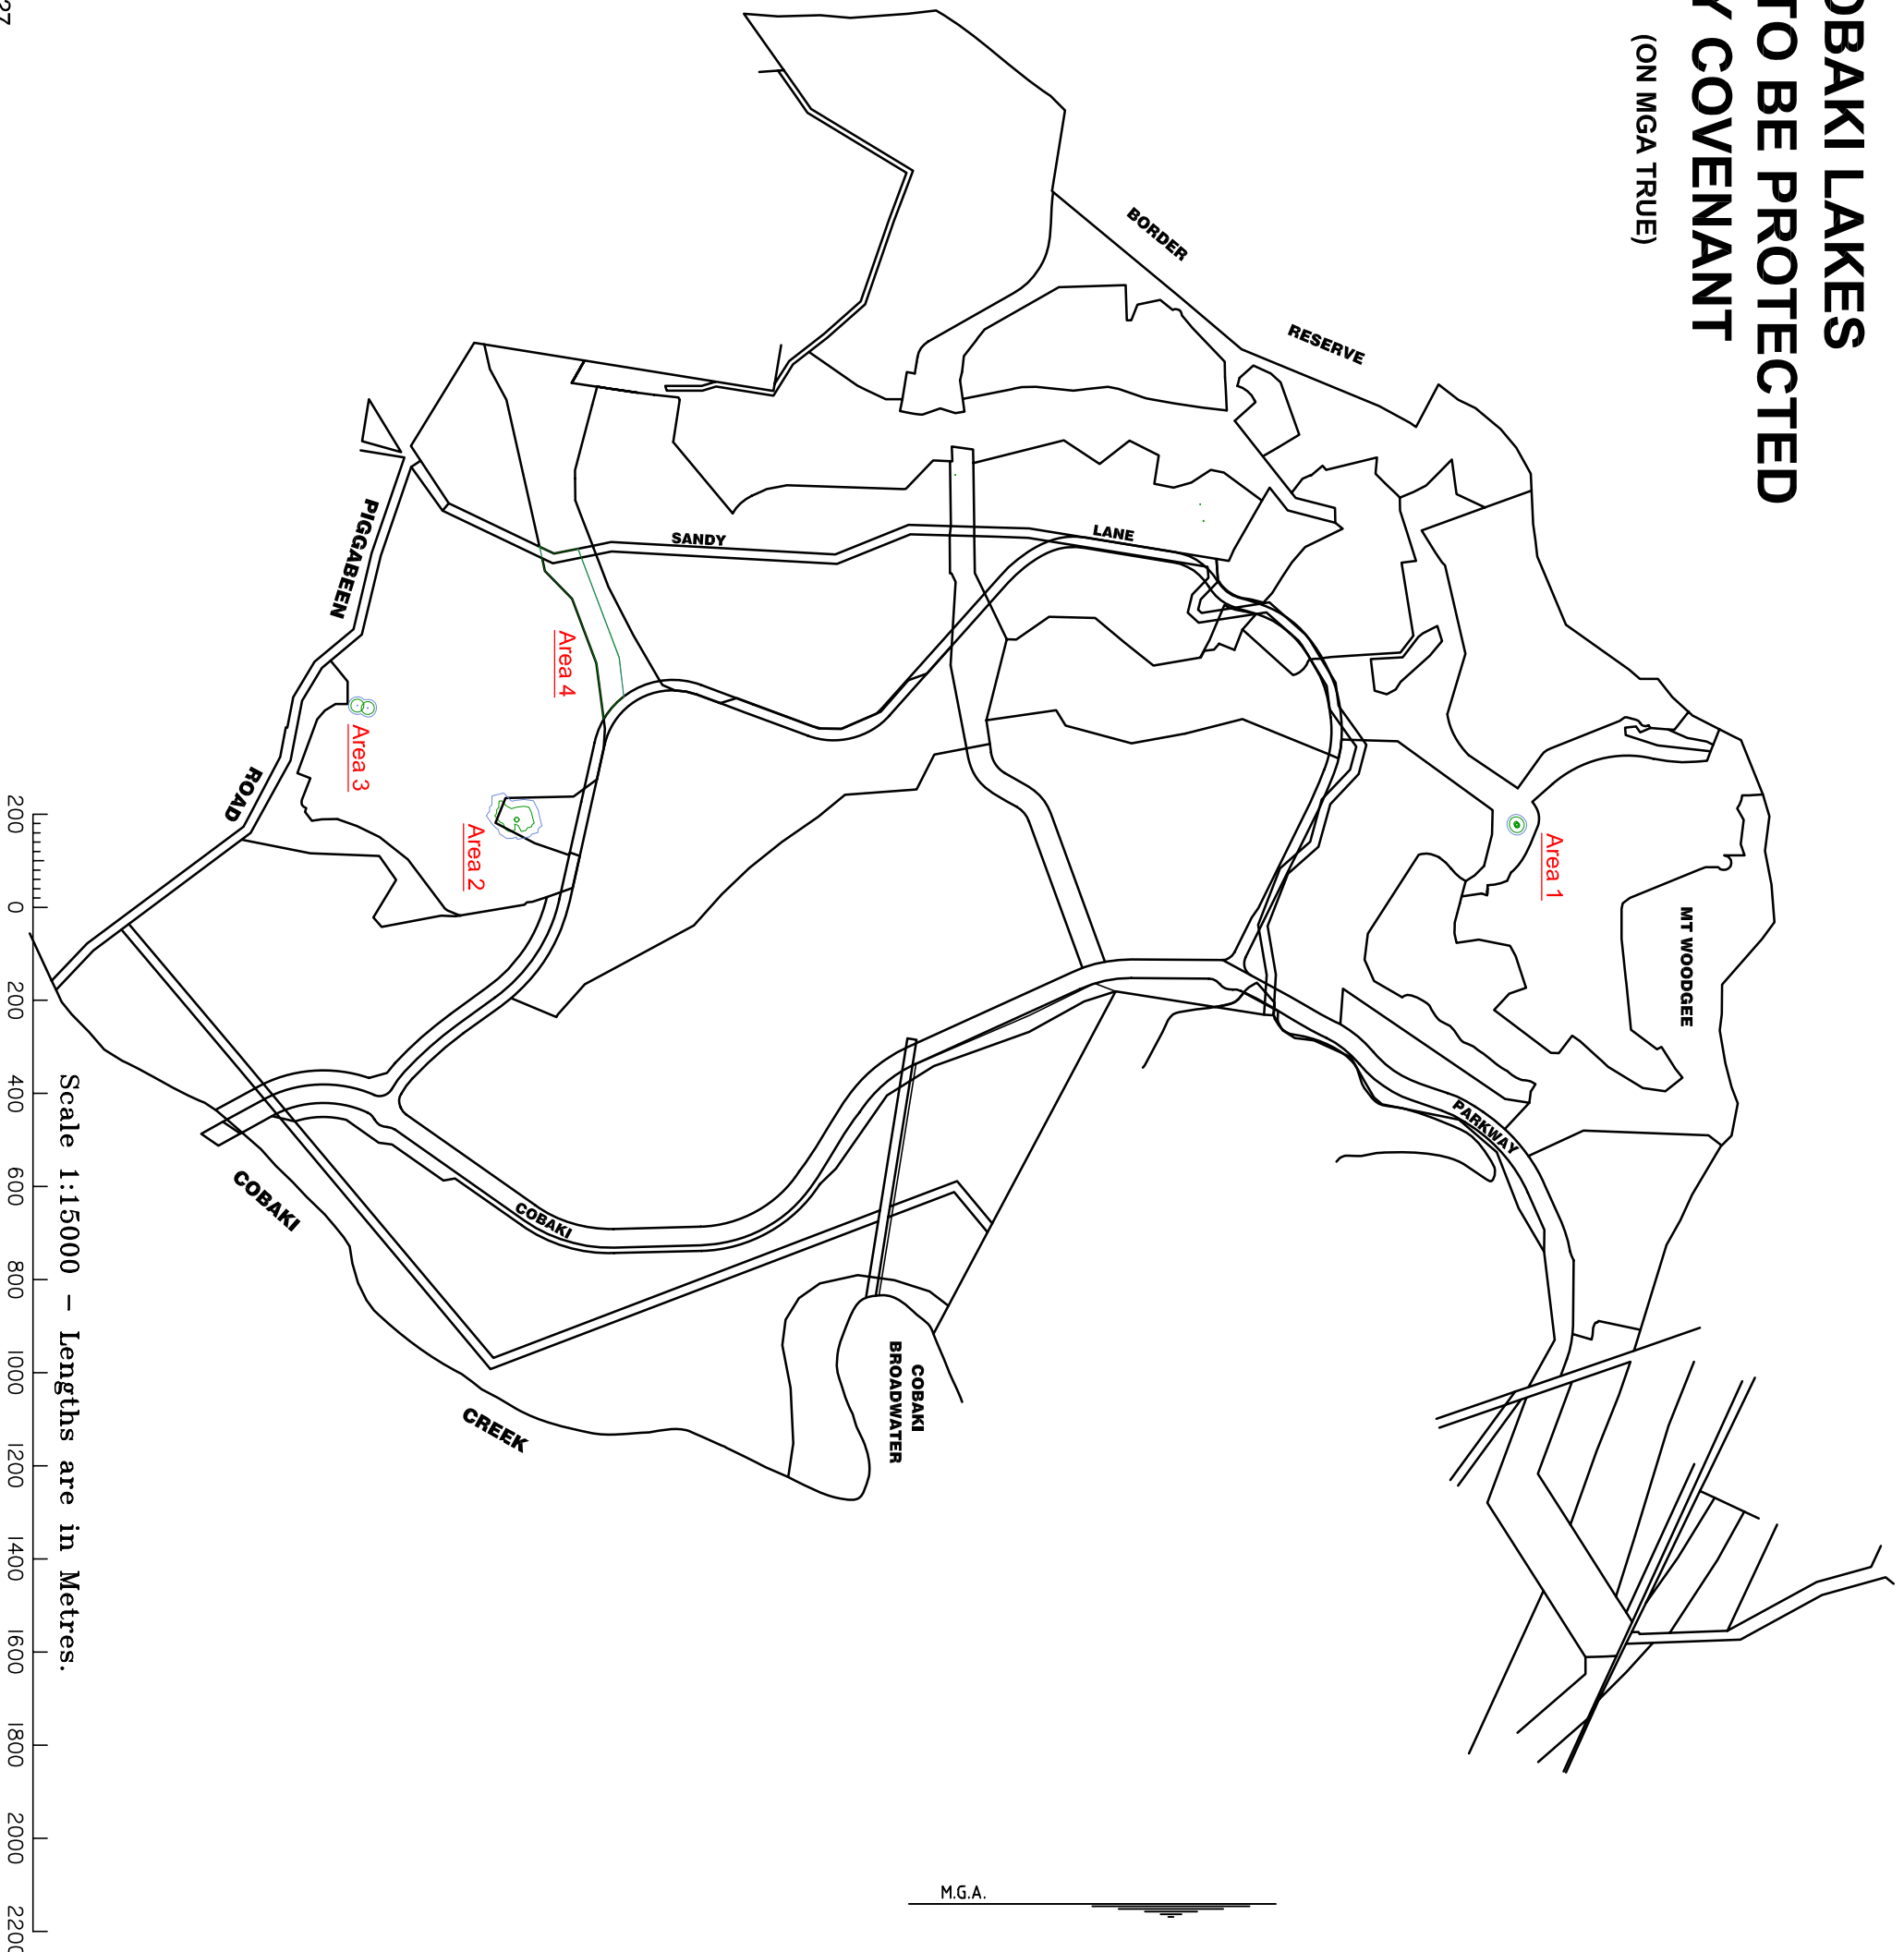 OBAKI LAKES
TO BE PROTECTED
Y COVENANT
(ON MGA TRUE)
BORDER
RESERVE
MT WOODGEE
Area 1
SANDY
LANE
PARKWAY
PIGGABEEN
ROAD
Area 4
Area 3
Area 2
COBAKI
COBAKI
BROADWATER
COBAKI
CREEK
M.G.A.
Scale 1:15000 - Lengths are in Metres.
200 0 200 400 600 800 1000 1200 1400 1600 1800 2000 2200
27